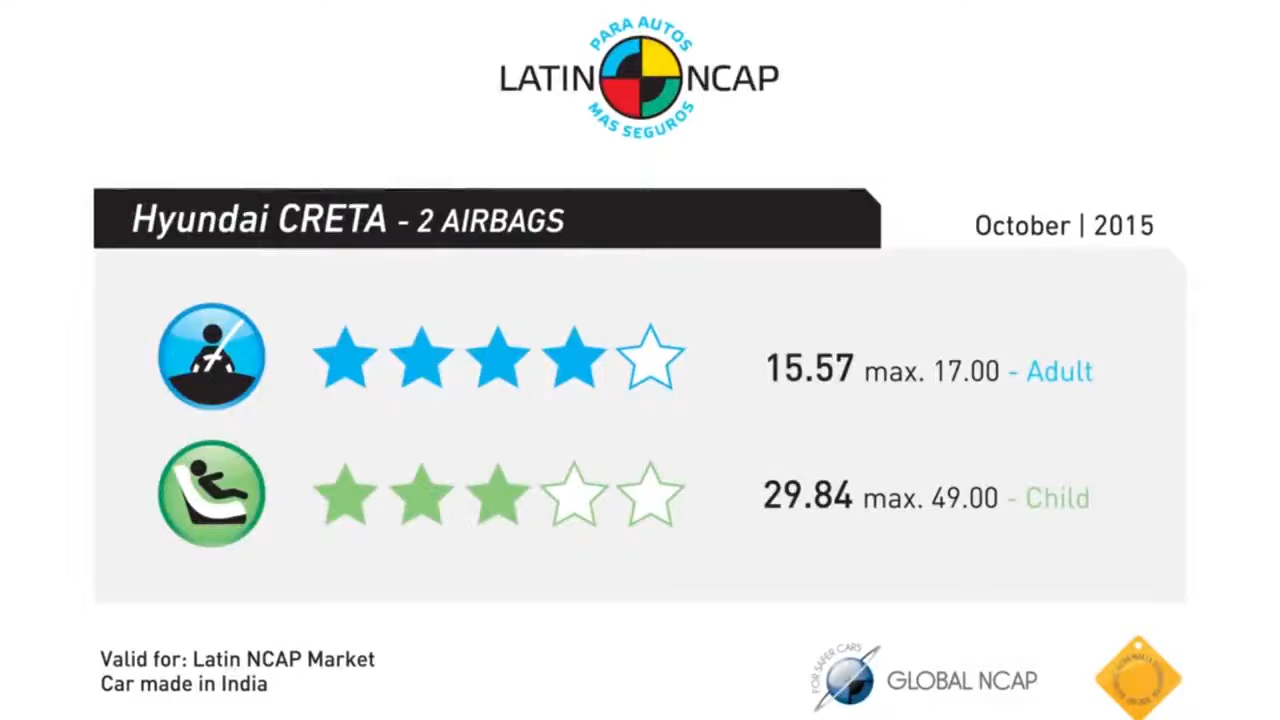 PARA AUTOS
LATIN NCAP
MAS SEGUROS
Hyundai CRETA - 2 AIRBAGS
October | 2015
15.57 max. 17.00 - Adult
29.84 max. 49.00 - Child
Valid for: Latin NCAP Market
Car made in India
FOR SAFER CARS
GLOBAL NCAP